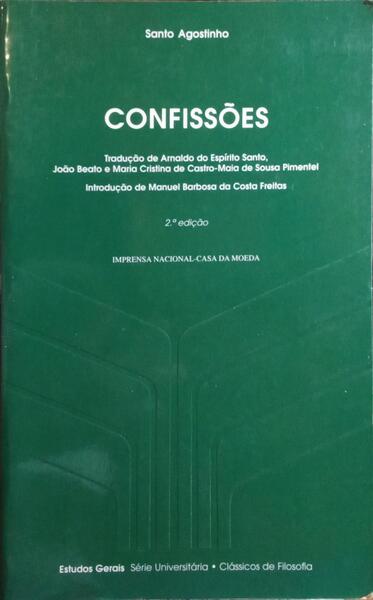 Santo Agostinho
CONFISSÕES
Tradução de Arnaldo do Espírito Santo,
João Beato e Maria Cristina de Castro-Maia de Sousa Pimentel
Introdução de Manuel Barbosa da Costa Freitas
2.ª edição
IMPRENSA NACIONAL-CASA DA MOEDA
Estudos Gerais Série Universitária • Clássicos de Filosofia